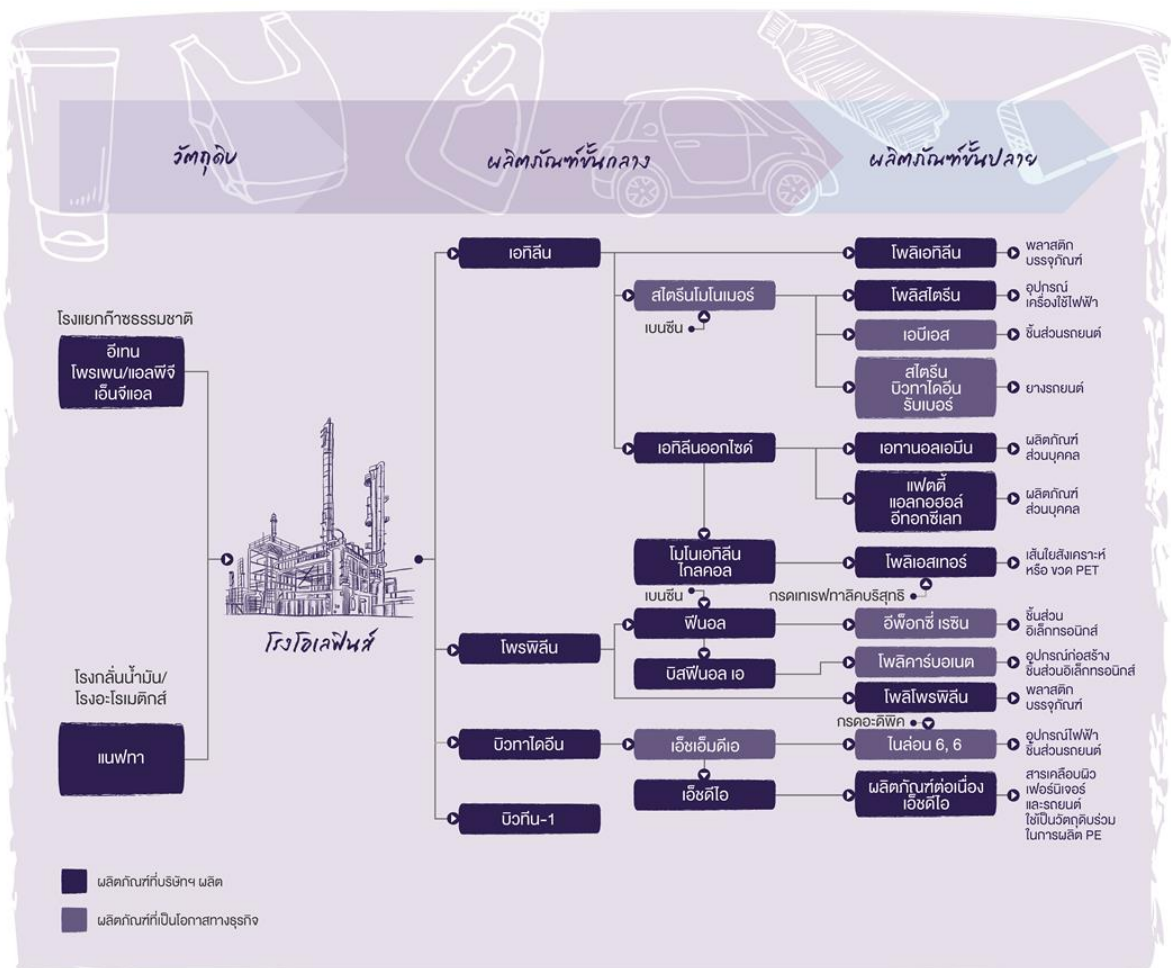 วัตถุดิบ
ผลิตภัณฑ์ขั้นกลาง
ผลิตภัณฑ์ขั้นปลาย
โรงแยกก๊าซธรรมชาติ
อีเทน
โพรเพน/แอลพีจี
เอ็นจีแอล
โรงกลั่นน้ำมัน/
โรงอะโรเมติกส์
แนฟทา
โรงโอเลฟินส์
เอทิลีน
สไตรีนโมโนเมอร์
เบนซีน
เอทิลีนออกไซด์
โมโนเอทิลีน
ไกลคอล
โพรพิลีน
เบนซีน
ฟีนอล
บิสฟีนอล เอ
บิวทาไดอีน
เอ็ชเอ็มดีเอ
เอ็ชดีไอ
บิวทีน-1
โพลิเอทิลีน
พลาสติก
บรรจุภัณฑ์
โพลิสไตรีน
อุปกรณ์
เครื่องใช้ไฟฟ้า
เอบีเอส
ชิ้นส่วนรถยนต์
สไตรีน
บิวทาไดอีน
รับเบอร์
ยางรถยนต์
เอทานอลเอมีน
ผลิตภัณฑ์
ส่วนบุคคล
แฟตตี้
แอลกอฮอล์
อีทอกซีเลท
ผลิตภัณฑ์
ส่วนบุคคล
โพลิเอสเทอร์
เส้นใยสังเคราะห์
หรือ ขวด PET
กรดเทเรฟทาลิคบริสุทธิ
อีพ็อกซี่ เรซิน
ชิ้นส่วน
อิเล็กทรอนิกส์
โพลิคาร์บอเนต
อุปกรณ์ก่อสร้าง
ชิ้นส่วนอิเล็กทรอนิกส์
โพลิโพรพิลีน
พลาสติก
บรรจุภัณฑ์
กรดอะดิพิค
ไนล่อน 6, 6
อุปกรณ์ไฟฟ้า
ชิ้นส่วนรถยนต์
ผลิตภัณฑ์ต่อเนื่อง
เอ็ชดีไอ
สารเคลือบผิว
เฟอร์นิเจอร์
และรถยนต์
ใช้เป็นวัตถุดิบร่วม
ในการผลิต PE
ผลิตภัณฑ์ที่บริษัทฯ ผลิต
ผลิตภัณฑ์ที่เป็นโอกาสทางธุรกิจ